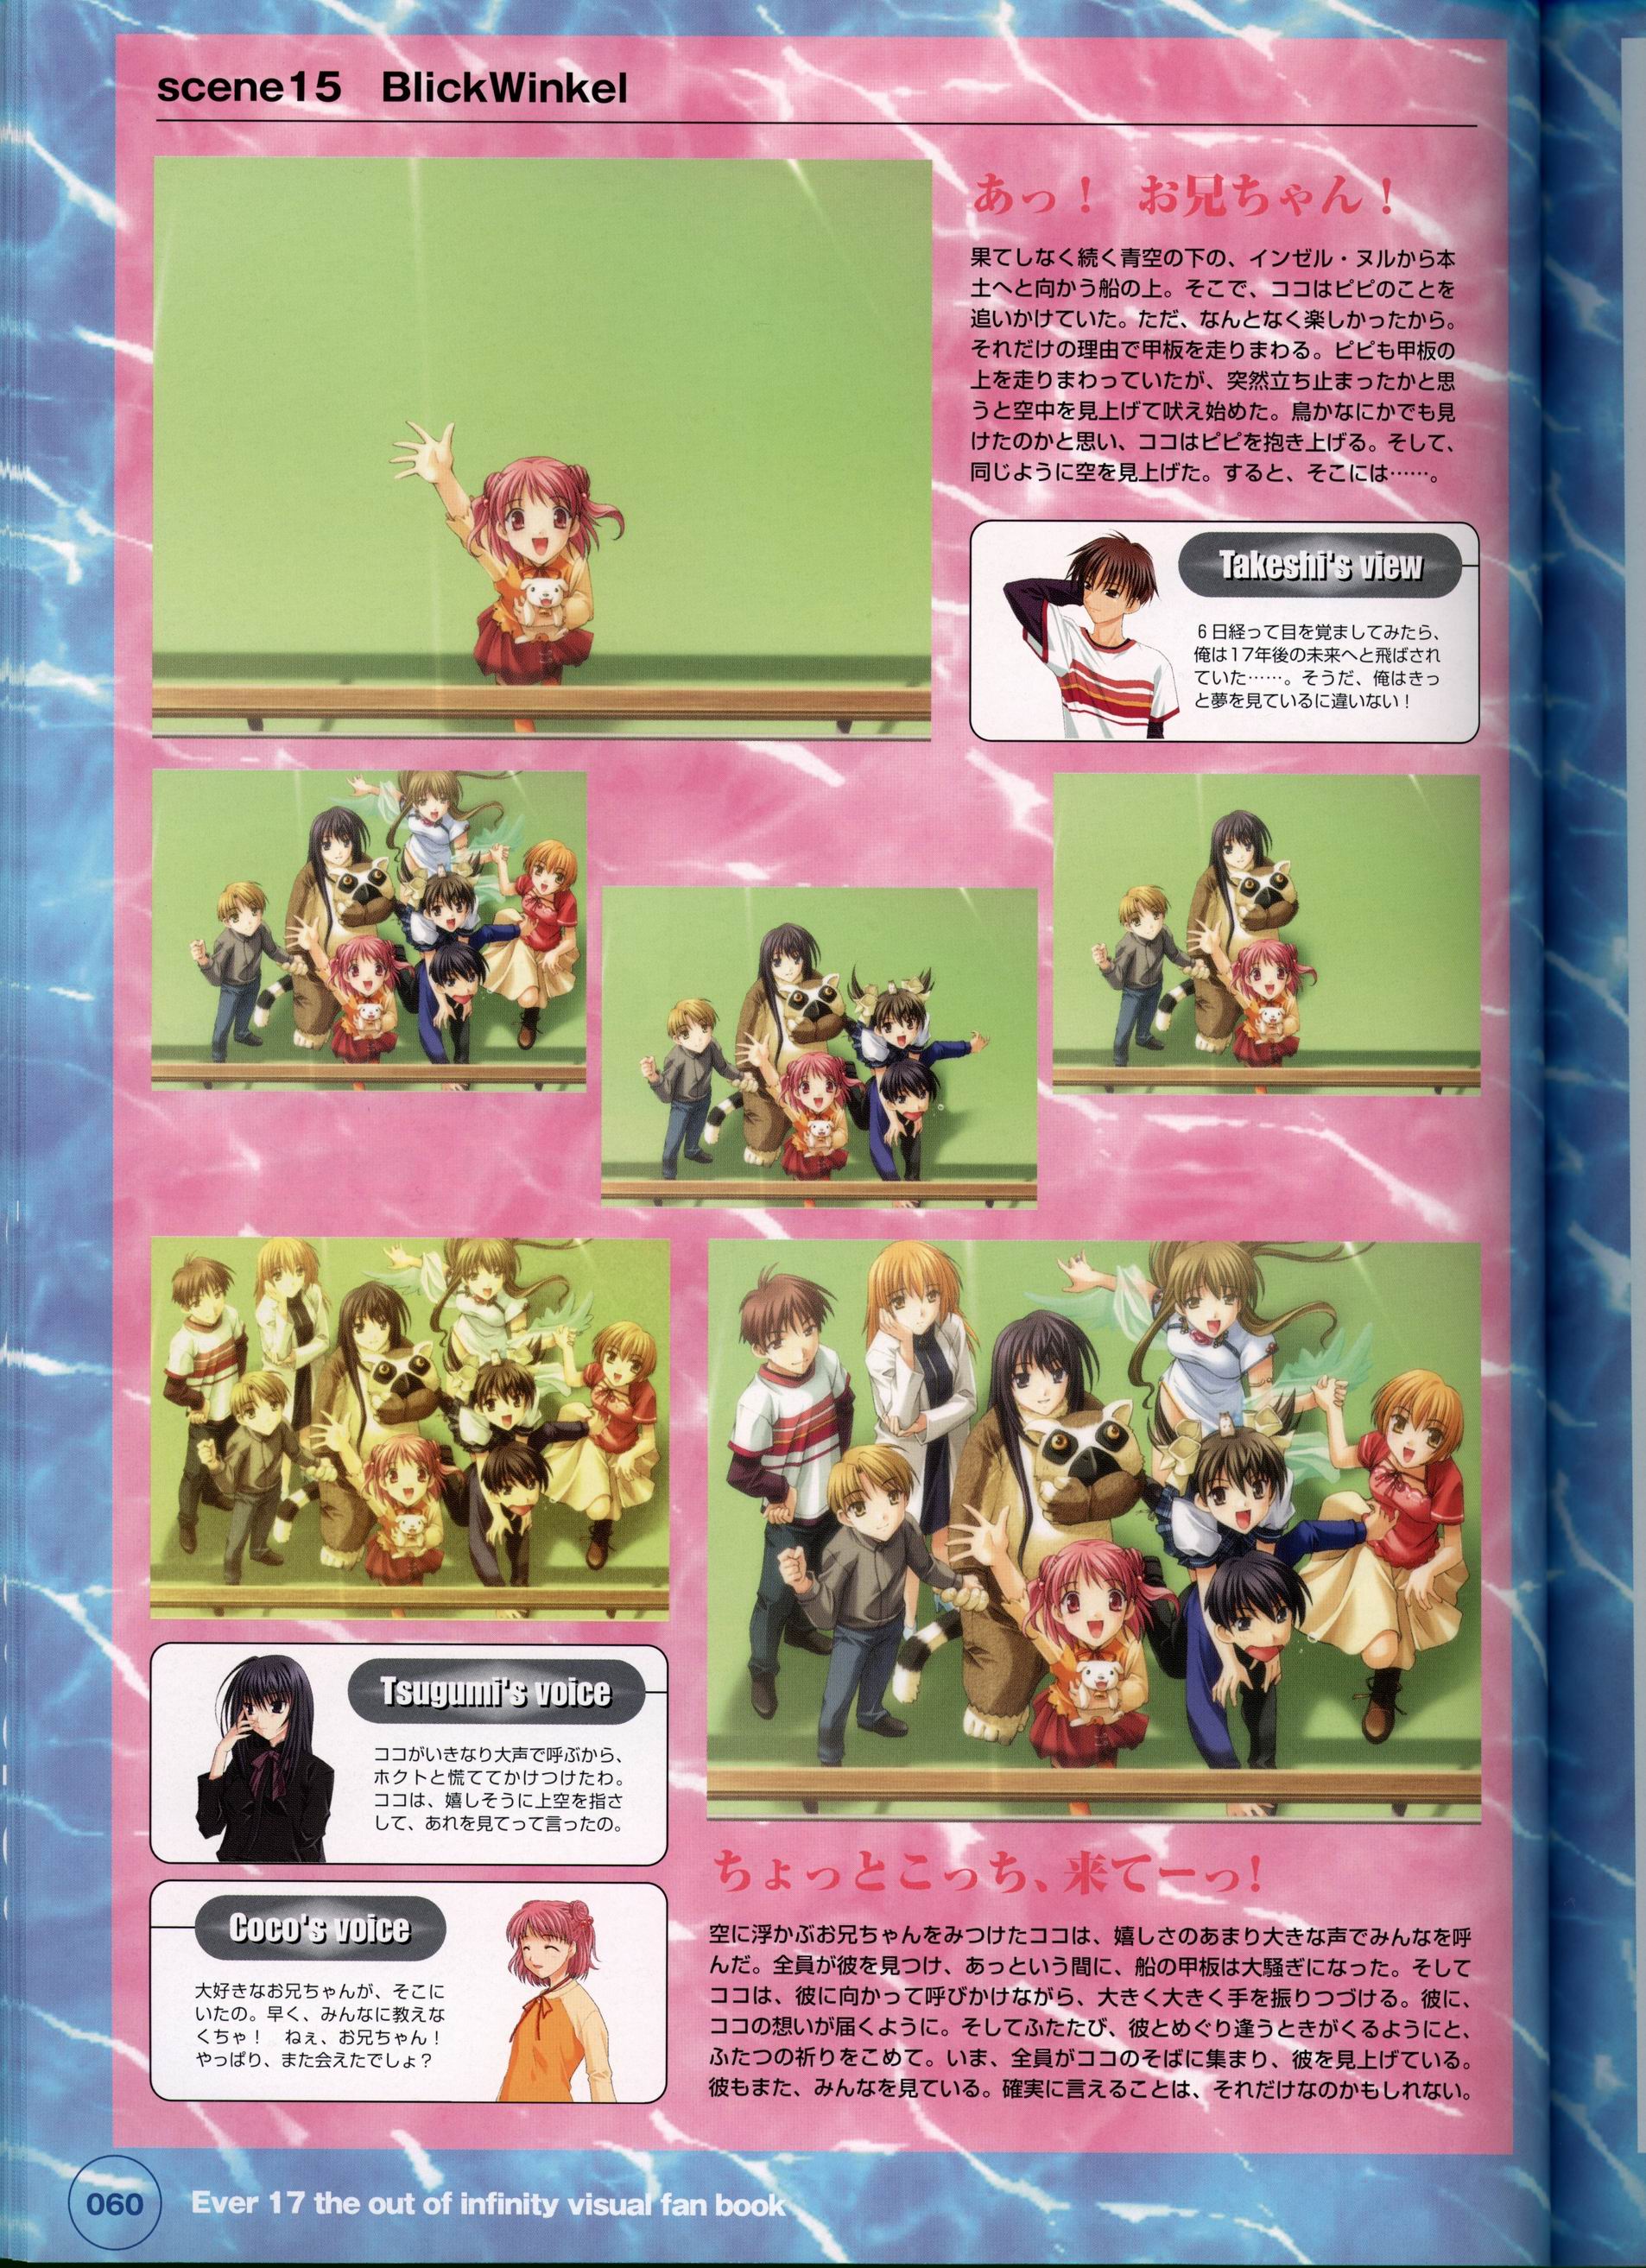 scene15 BlickWinkel
あっ！ お兄ちゃん！
果てしなく続く青空の下の、インゼル・ヌルから本
土へと向かう船の上。そこで、ココはピピのことを
追いかけていた。ただ、なんとなく楽しかったから。
それだけの理由で甲板を走りまわる。ピピも甲板の
上を走りまわっていたが、突然立ち止まったかと思
うと空中を見上げて吠え始めた。鳥かなにかでも見
けたのかと思い、ココはピピを抱き上げる。そして、
同じように空を見上げた。すると、そこには……。
Takeshi's view
6日経って目を覚ましてみたら、
俺は17年後の未来へと飛ばされ
ていた……。そうだ、俺はきっ
と夢を見ているに違いない！
Tsugumi's voice
ココがいきなり大声で呼ぶから、
ホクトと慌ててかけつけたわ。
ココは、嬉しそうに上空を指さ
して、あれを見てって言ったの。
Coco's voice
大好きなお兄ちゃんが、そこに
いたの。早く、みんなに教えな
くちゃ！ ねぇ、お兄ちゃん！
やっぱり、また会えたでしょ？
ちょっとこっち、来てーっ！
空に浮かぶお兄ちゃんをみつけたココは、嬉しさのあまり大きな声でみんなを呼
んだ。全員が彼を見つけ、あっという間に、船の甲板は大騒ぎになった。そして
ココは、彼に向かって呼びかけながら、大きく大きく手を振りつづける。彼に、
ココの想いが届くように。そしてふたたび、彼とめぐり逢うときがくるようにと、
ふたつの祈りをこめて。いま、全員がココのそばに集まり、彼を見上げている。
彼もまた、みんなを見ている。確実に言えることは、それだけなのかもしれない。
060 Ever 17 the out of infinity visual fan book